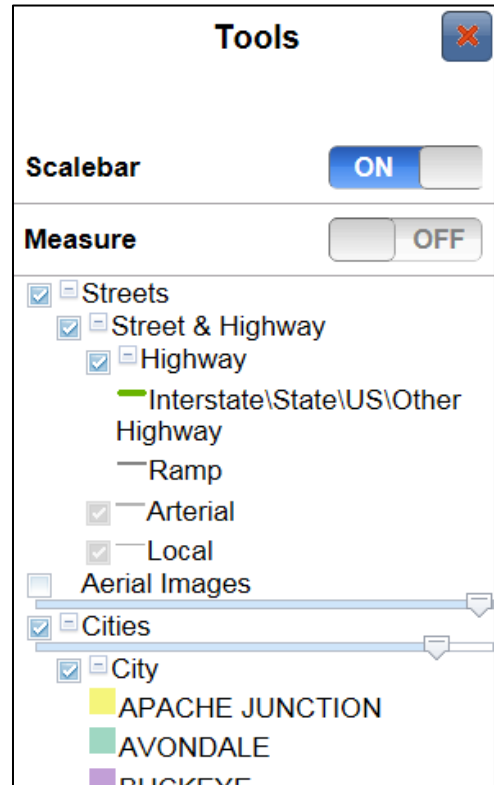 Tools
Scalebar ON
Measure OFF
Streets
Street & Highway
Highway
Interstate\State\US\Other
Highway
Ramp
Arterial
Local
Aerial Images
Cities
City
APACHE JUNCTION
AVONDALE
BUCKEYE